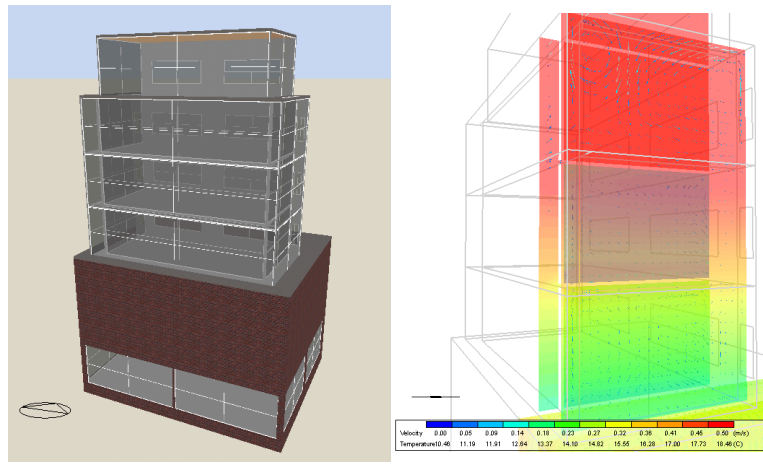 Velocity 0.00 0.05 0.09 0.14 0.18 0.23 0.27 0.32 0.36 0.41 0.45 0.50 (m/s)
Temperature 10.46 11.19 11.91 12.64 13.37 14.10 14.82 15.55 16.28 17.00 17.73 18.46 (C)